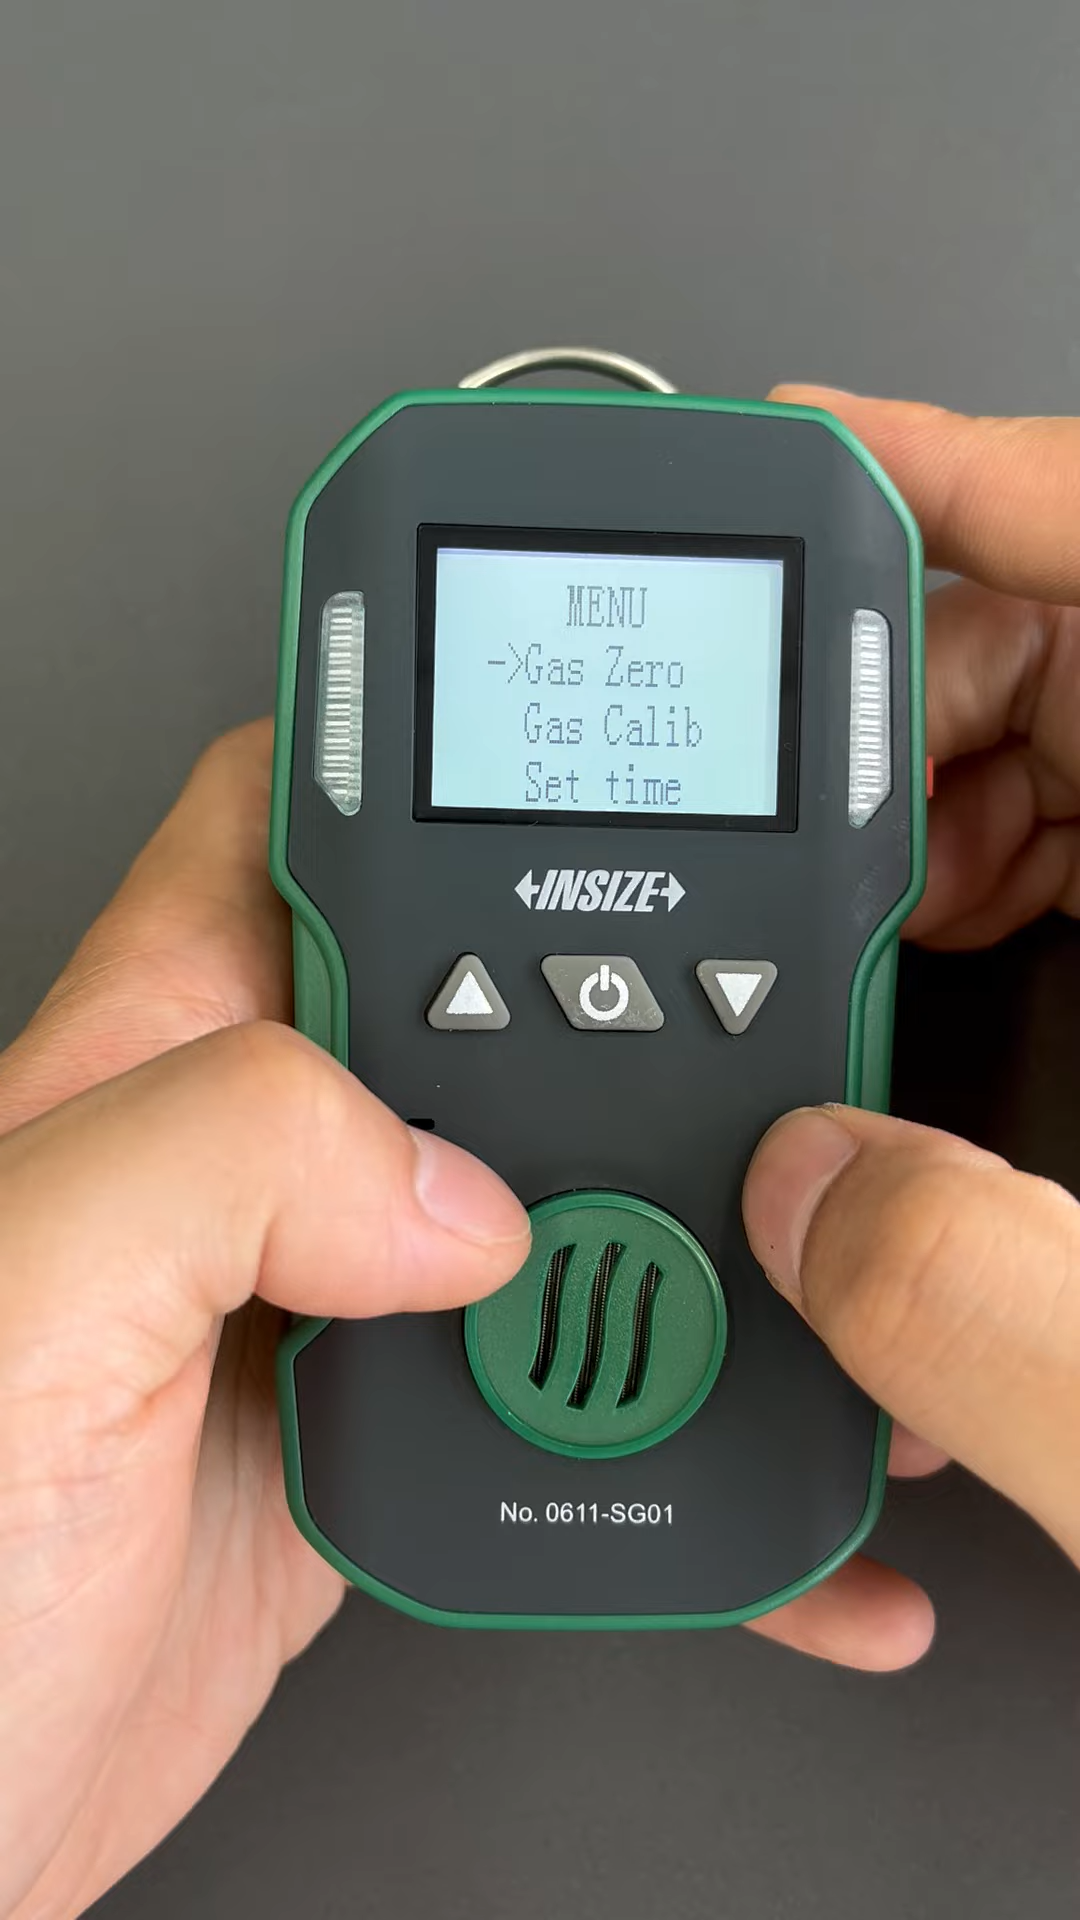 MENU
->Gas Zero
Gas Calib
Set time
INSIZE
No. 0611-SG01